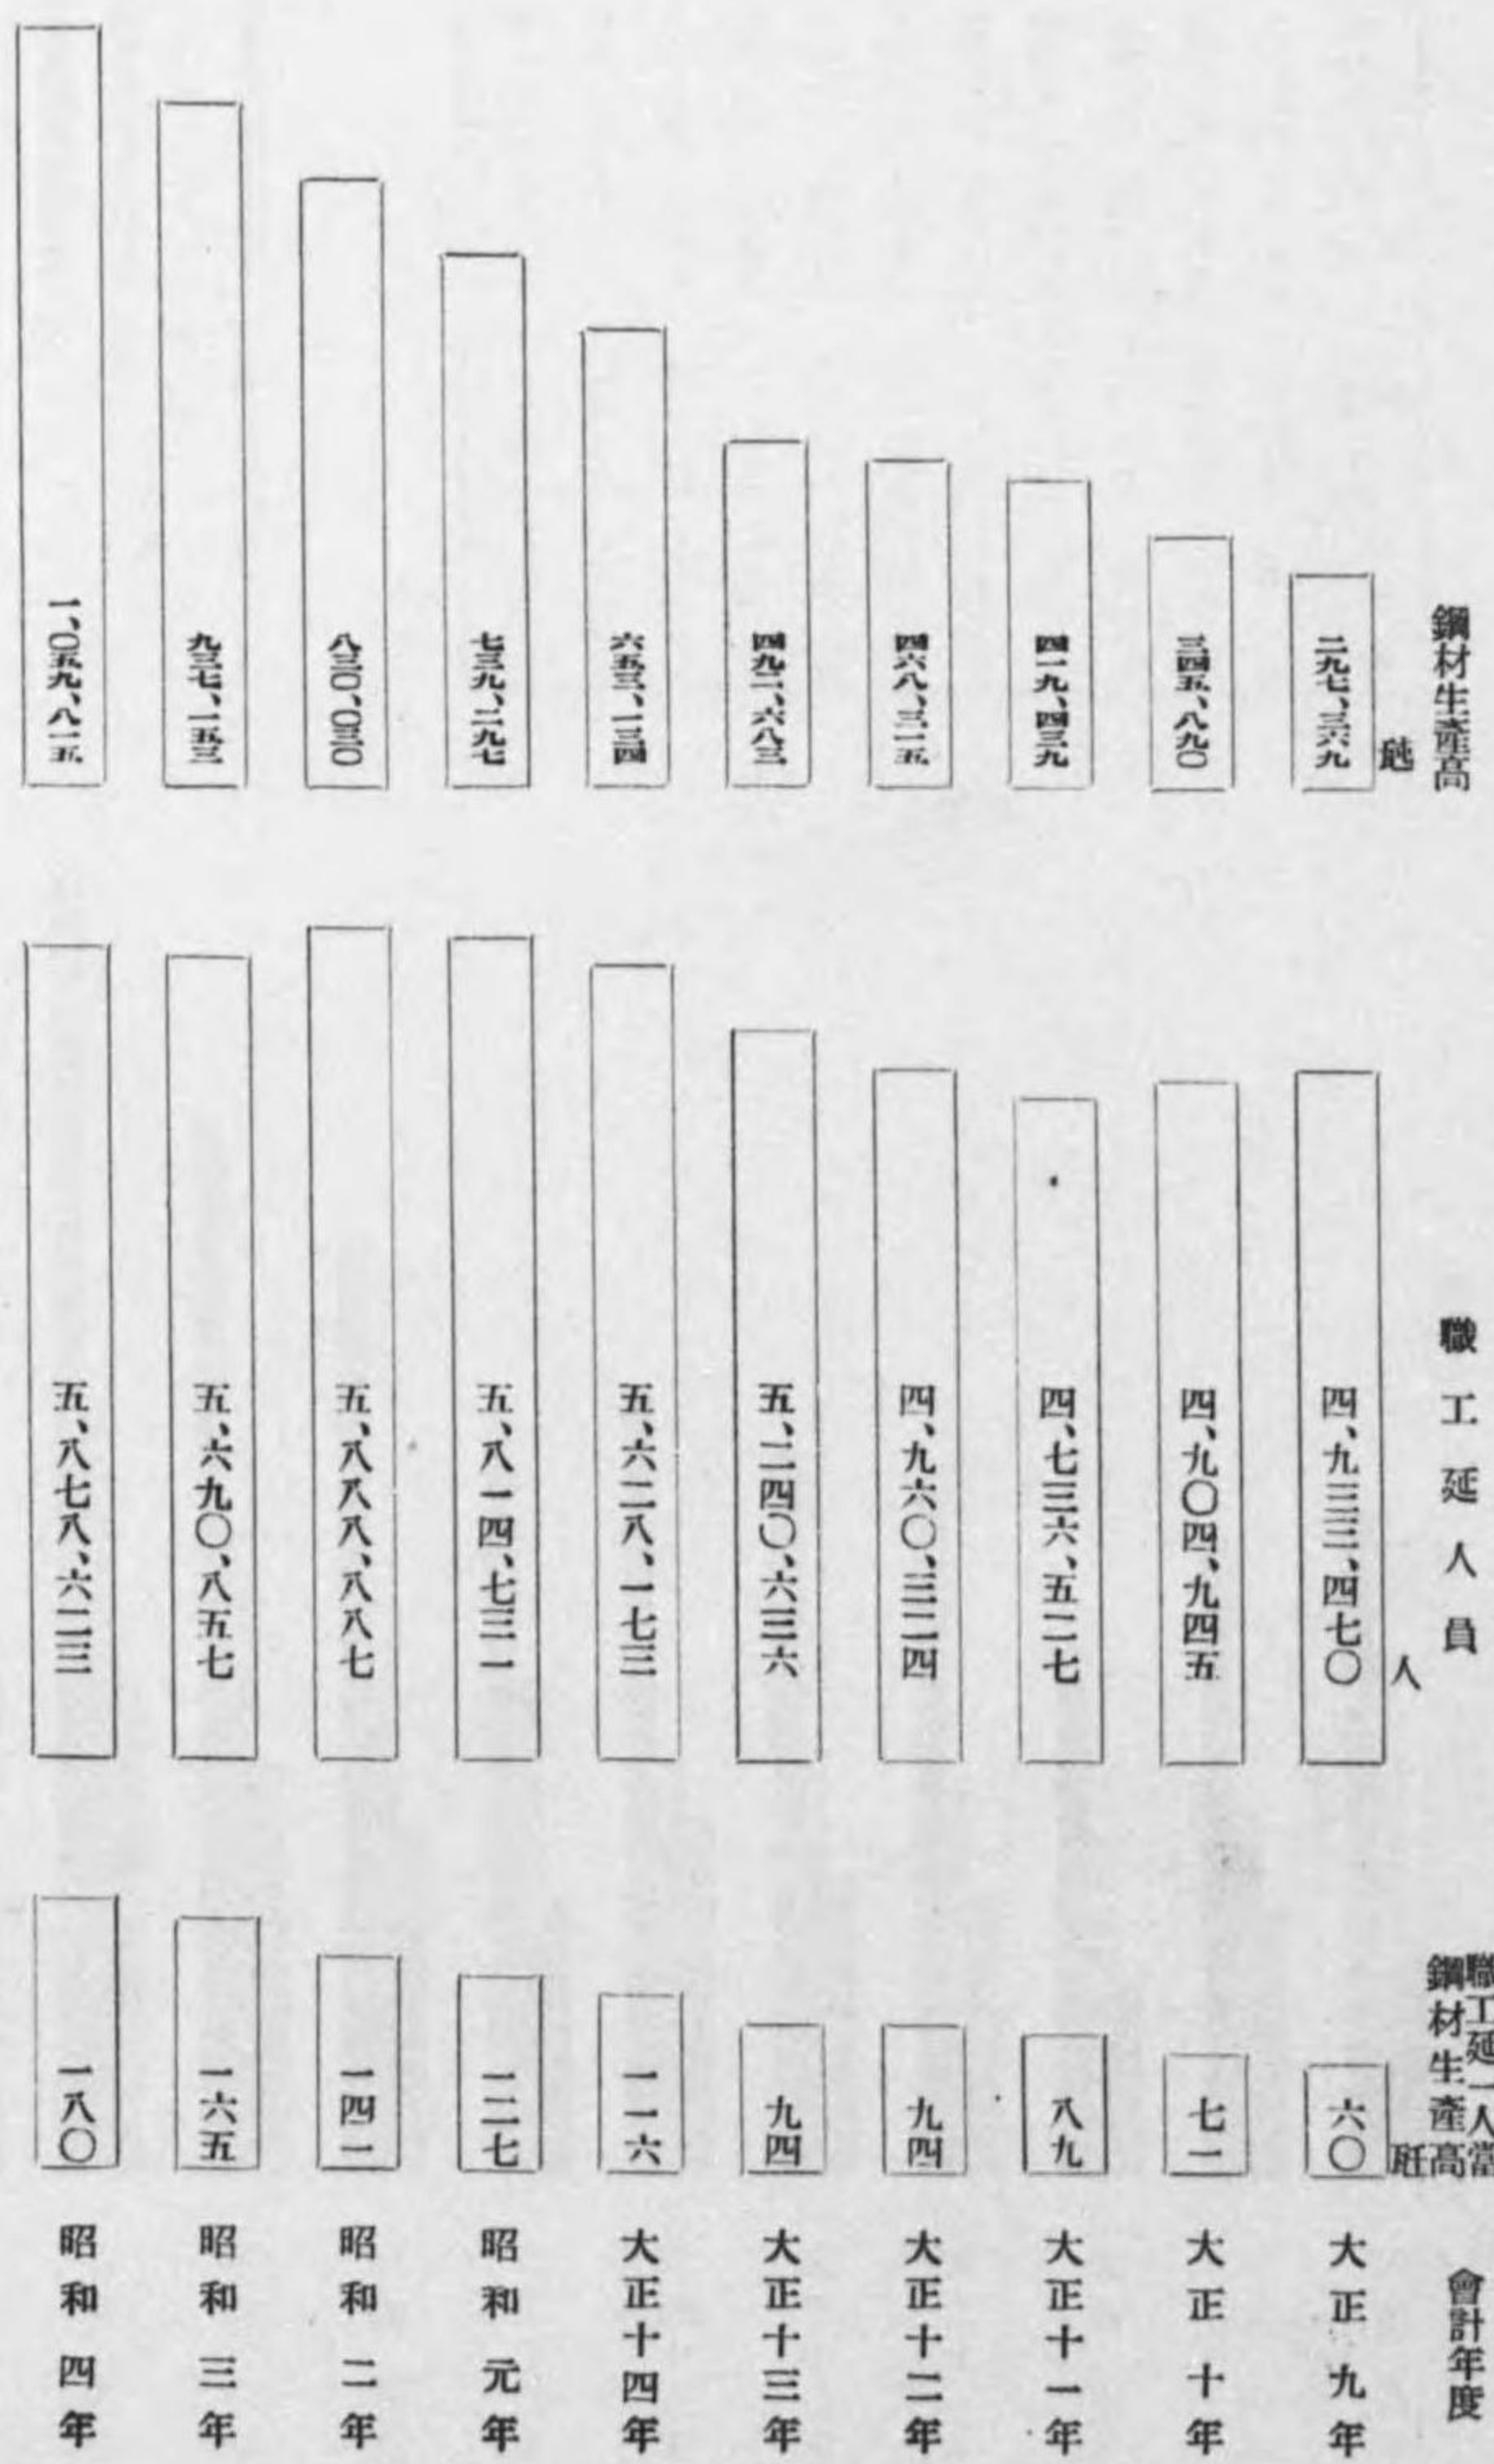 鋼材生產高
瓲
二九七、三六九
三四五、八九〇
四一九、四三九
四六八、三一五
四九二、六八三
六五三、一三四
七三九、二九七
八三〇、〇三〇
九三七、一五三
一、〇五九、八一五
職工延人員
人
四、九三三、四七〇
四、九〇四、九四五
四、七三六、五二七
四、九六〇、三二四
五、二四〇、六三六
五、六二八、一七三
五、八一四、七三一
五、八八八、八八七
五、六九〇、八五七
五、八七八、六二三
職工延一人當
鋼材生產高
瓩
六〇
七一
八九
九四
九四
一一六
一二七
一四一
一六五
一八〇
會計年度
大正九年
大正十年
大正十一年
大正十二年
大正十三年
大正十四年
昭和元年
昭和二年
昭和三年
昭和四年